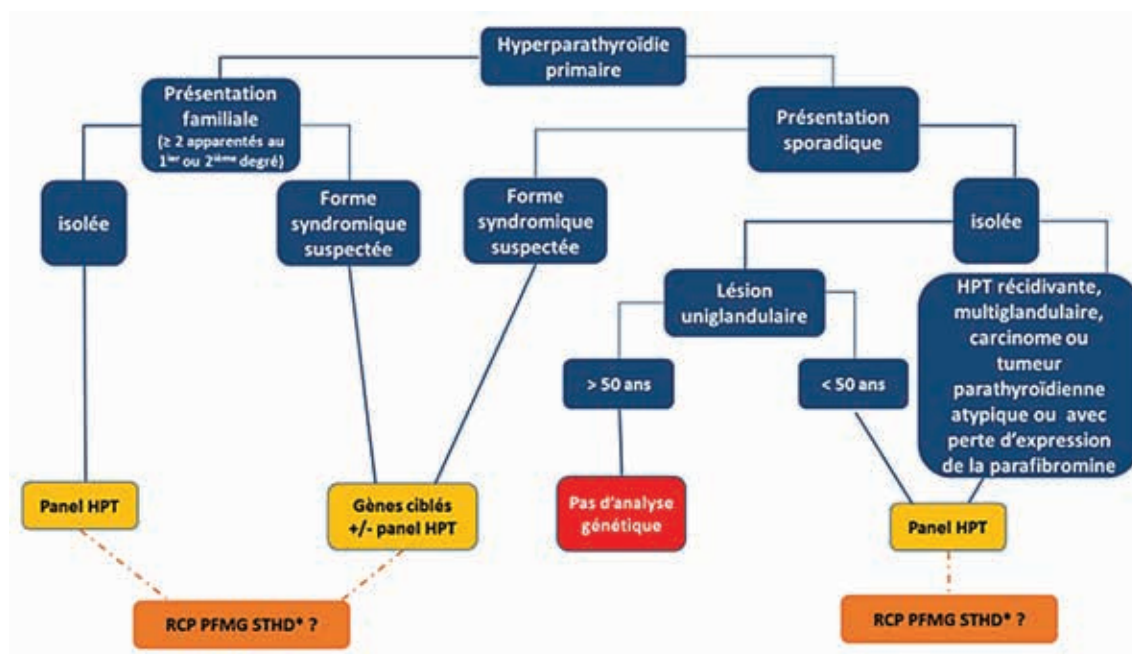 Hyperparathyroïdie
primaire
Présentation
familiale
(≥ 2 apparentés au
1ier ou 2ième degré)
Présentation
sporadique
isolée
Forme
syndromique
suspectée
Forme
syndromique
suspectée
isolée
Lésion
uniglandulaire
HPT récidivante,
multiglandulaire,
carcinome ou
tumeur
parathyroïdienne
atypique ou avec
perte d'expression
de la parafibromine
> 50 ans
< 50 ans
Panel HPT
Gènes ciblés
+/- panel HPT
Pas d'analyse
génétique
Panel HPT
RCP PFMG STHD* ?
RCP PFMG STHD* ?